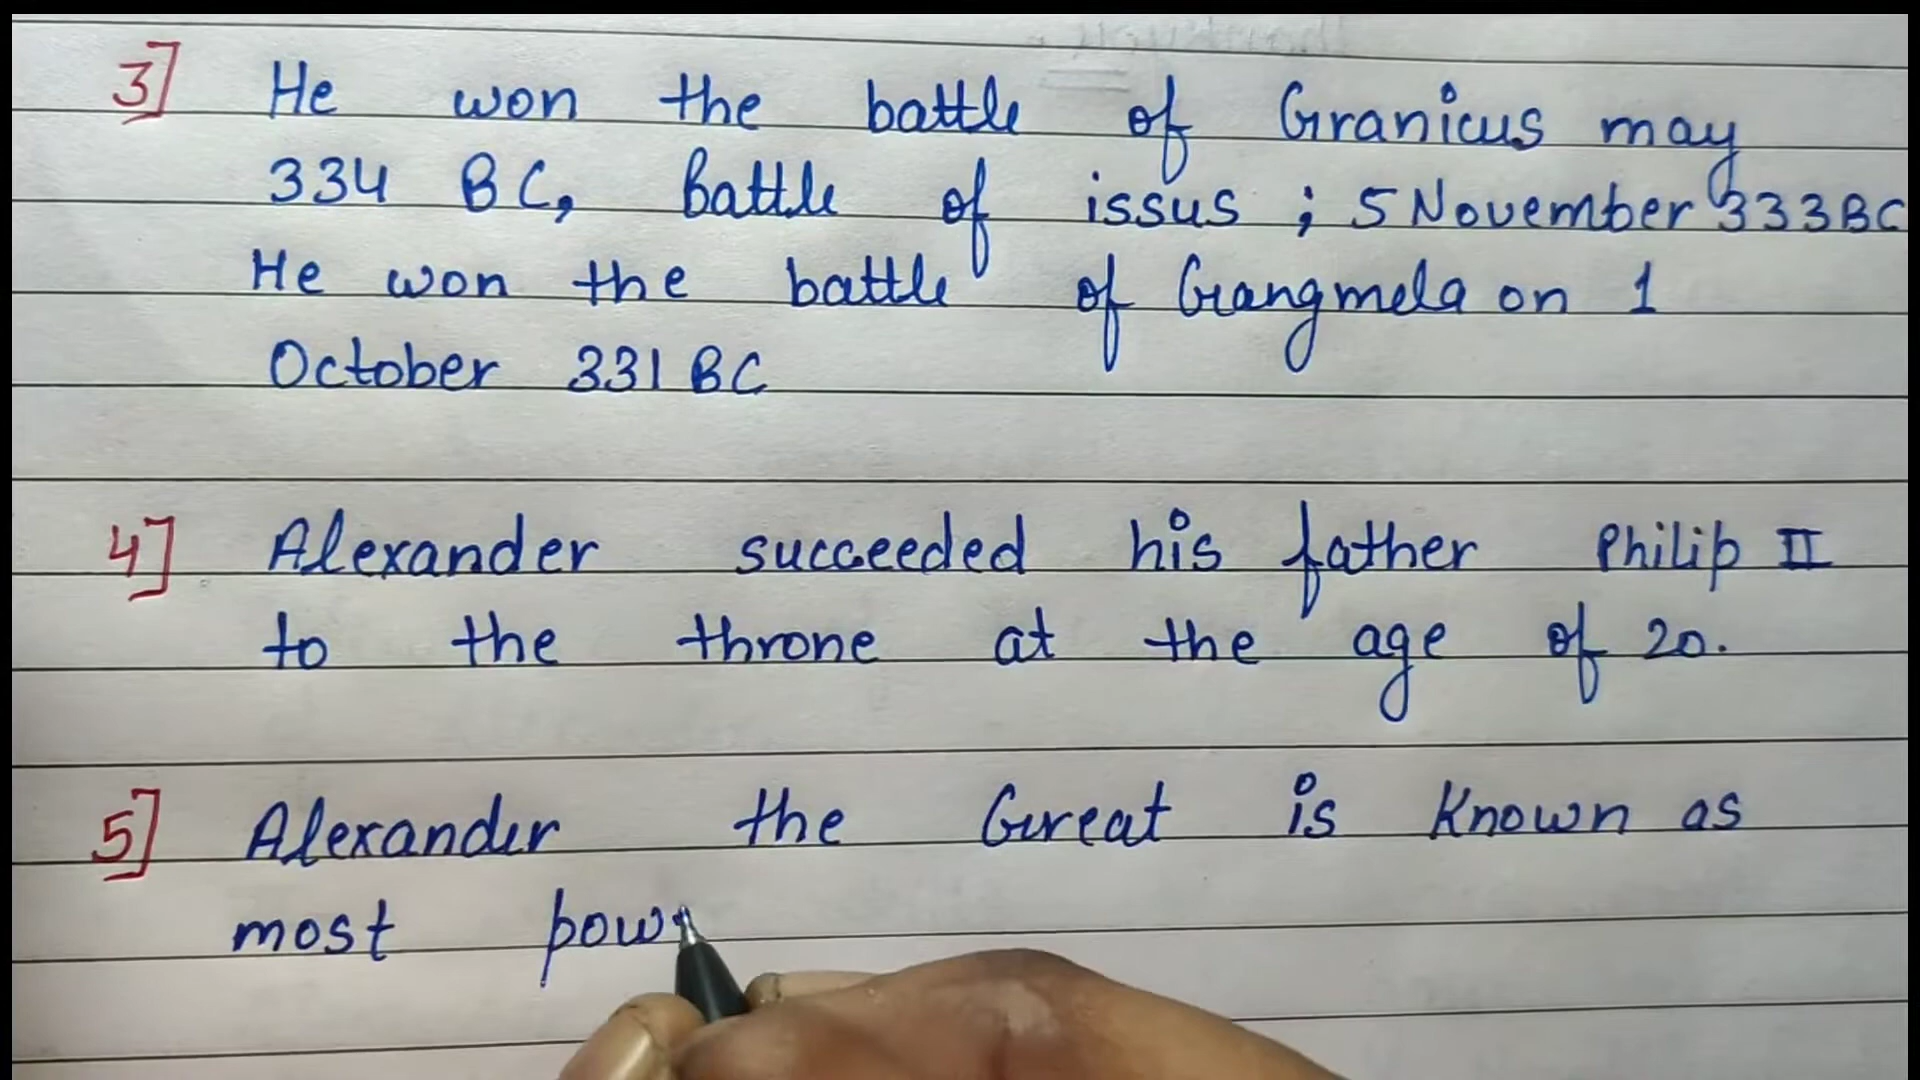 3] He won the battle of Granicus may
334 BC, Battle of issus ; 5 November 333 BC
He won the battle of Gangmela on 1
October 331 BC
4] Alexander succeeded his father Philip II
to the throne at the age of 20.
5] Alexander the Great is Known as
most pow